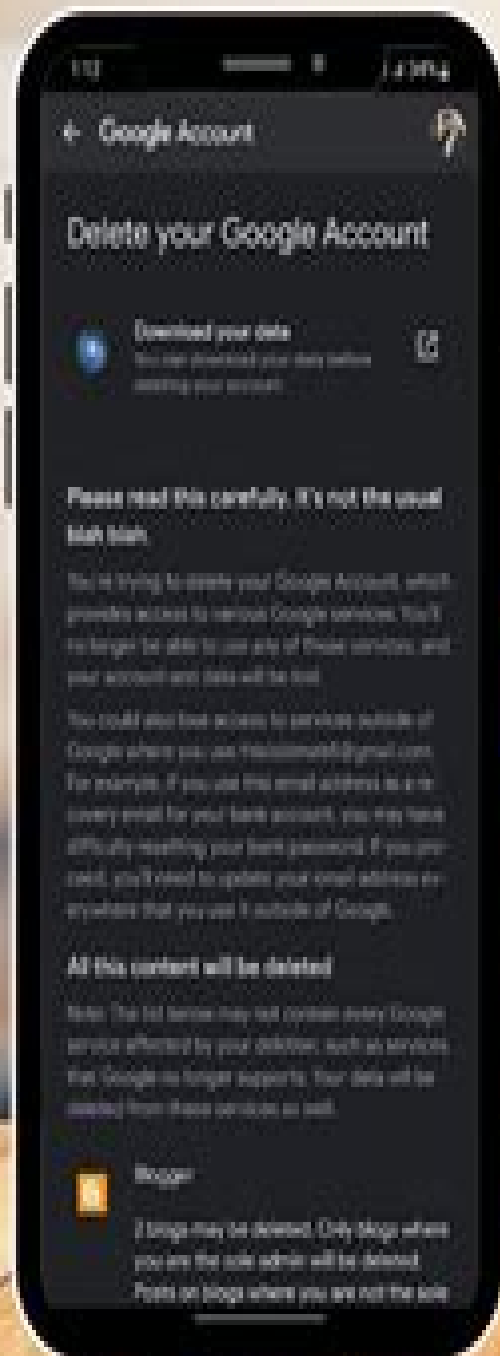 1:12
Google Account
Delete your Google Account
Download your data
You can download your data before
deleting your account
Please read this carefully. It's not the usual
blah blah.
You're trying to delete your Google Account, which
provides access to various Google services. You'll
no longer be able to use any of those services, and
your account and data will be lost.
You could also lose access to services outside of
Google where you use
For example, if you use this email address as a re-
covery email for your bank account, you may have
difficulty resetting your bank password. If you pro-
ceed, you'll need to update your email address ev-
erywhere that you use it outside of Google.
All this content will be deleted
Note: The list below may not contain every Google
service affected by your deletion, such as services
that Google no longer supports. Your data will be
deleted from these services as well.
Blogger
2 blogs may be deleted. Only blogs where
you are the sole admin will be deleted.
Posts on blogs where you are not the sole